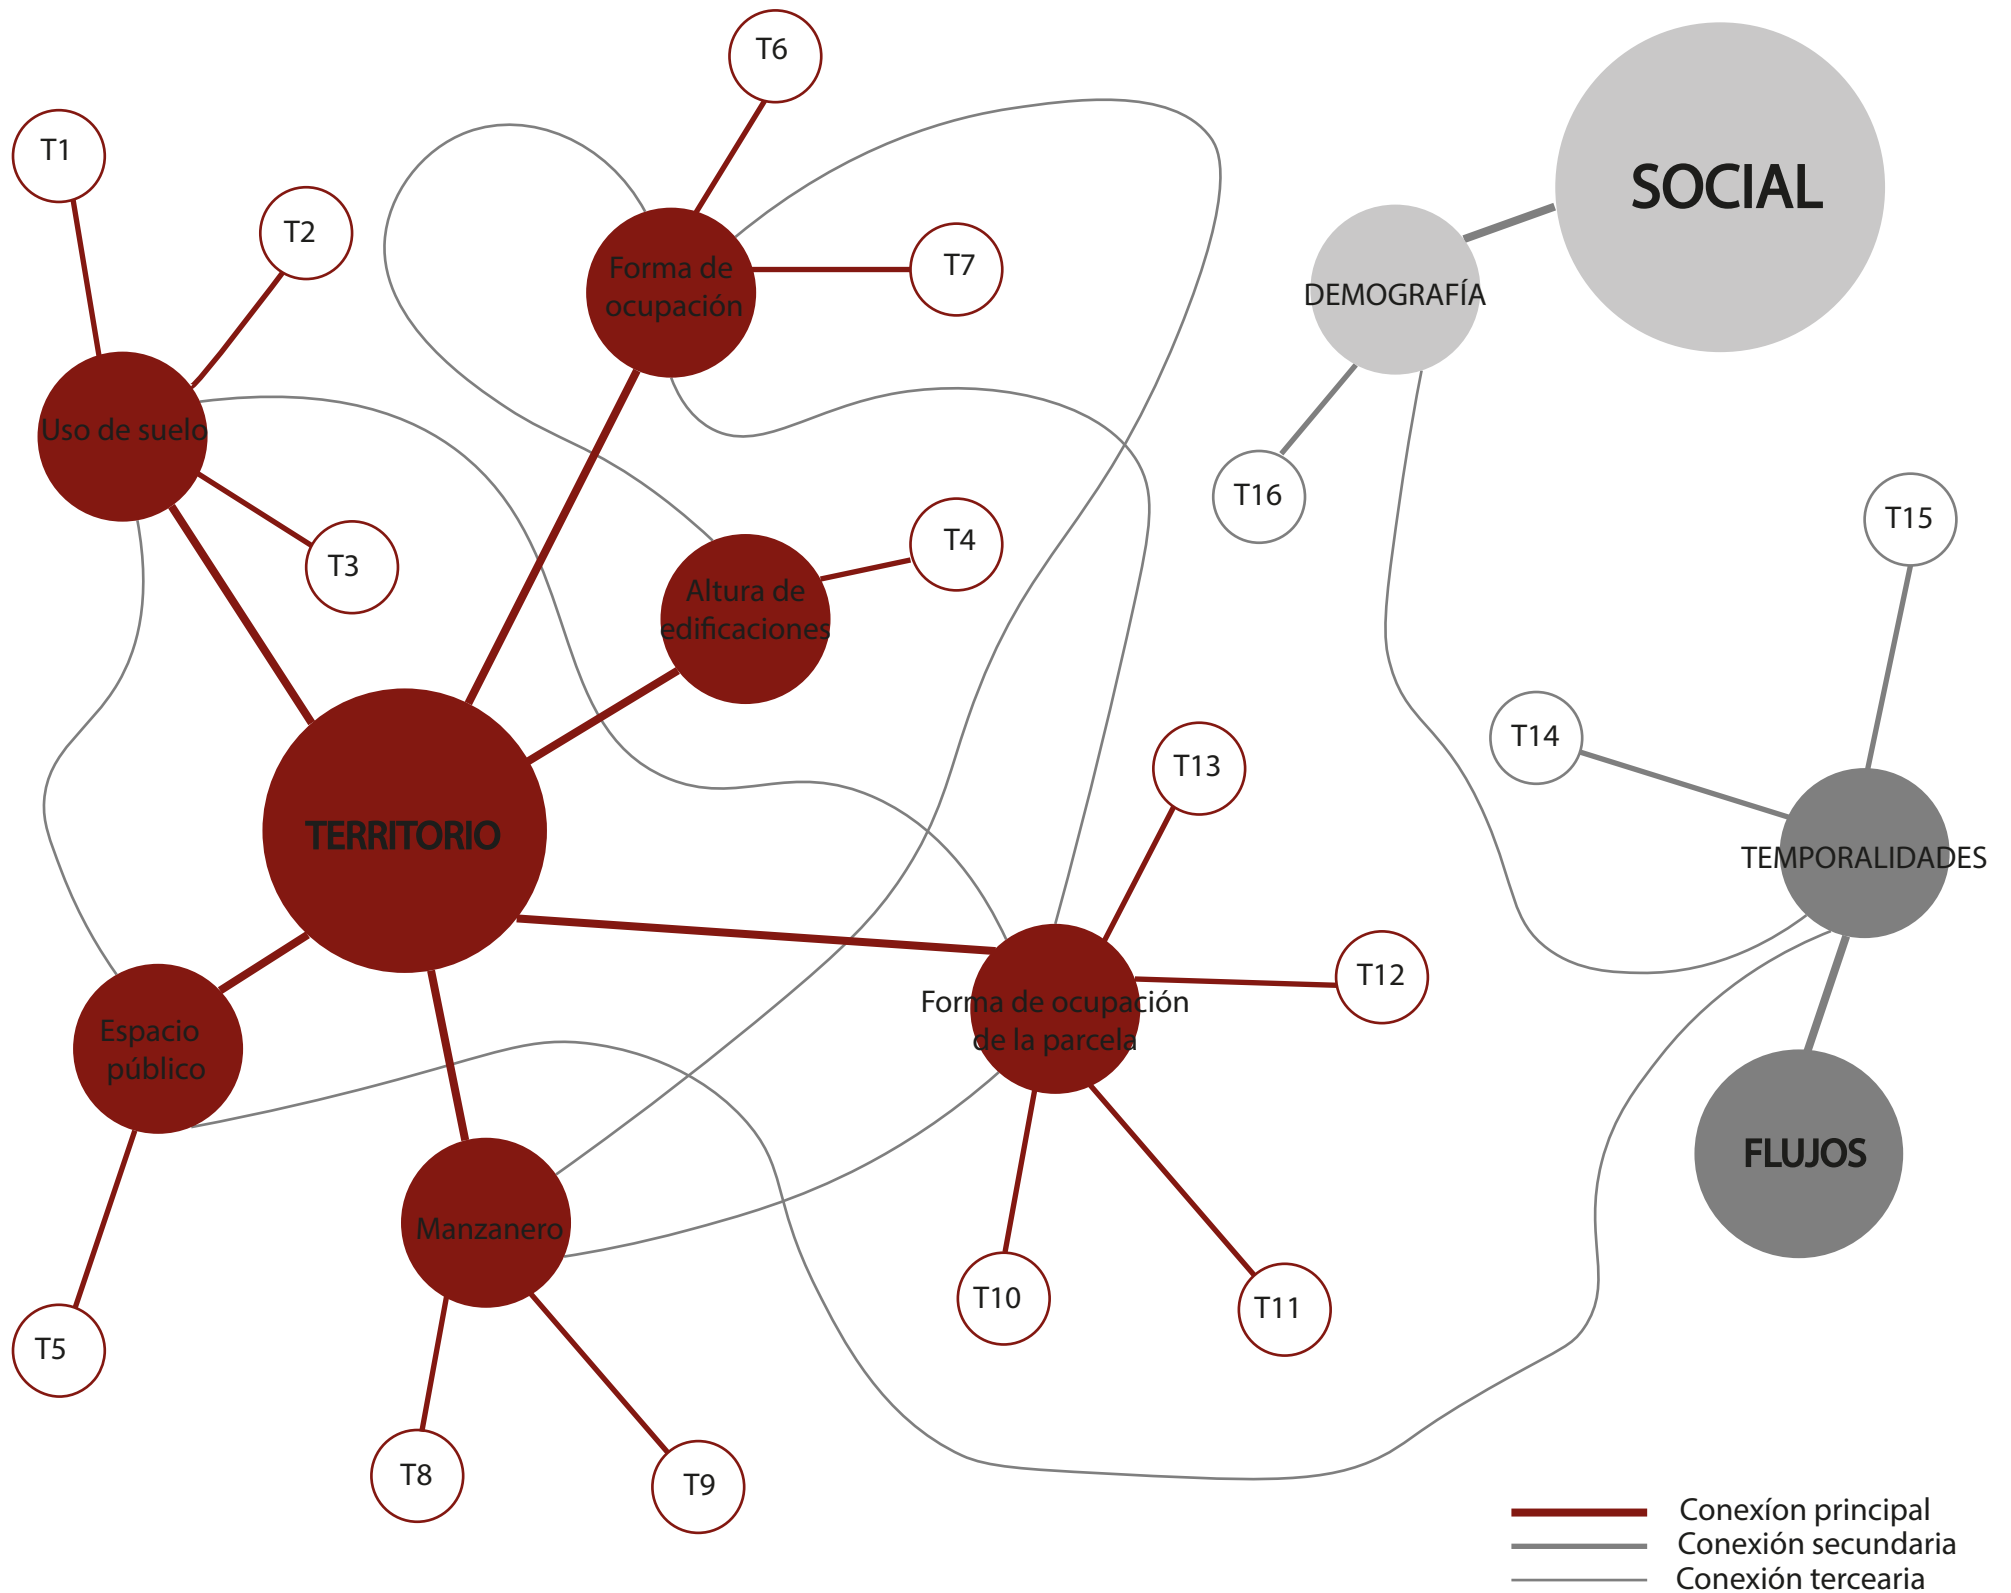 T6
T1
SOCIAL
T2
Forma de
ocupación
T7
DEMOGRAFÍA
Uso de suelo
T16
T15
T3
T4
Altura de
edificaciones
T14
T13
TERRITORIO
TEMPORALIDADES
T12
Forma de ocupación
de la parcela
Espacio
público
FLUJOS
Manzanero
T10
T11
T5
T8
T9
Conexíon principal
Conexión secundaria
Conexión tercearia